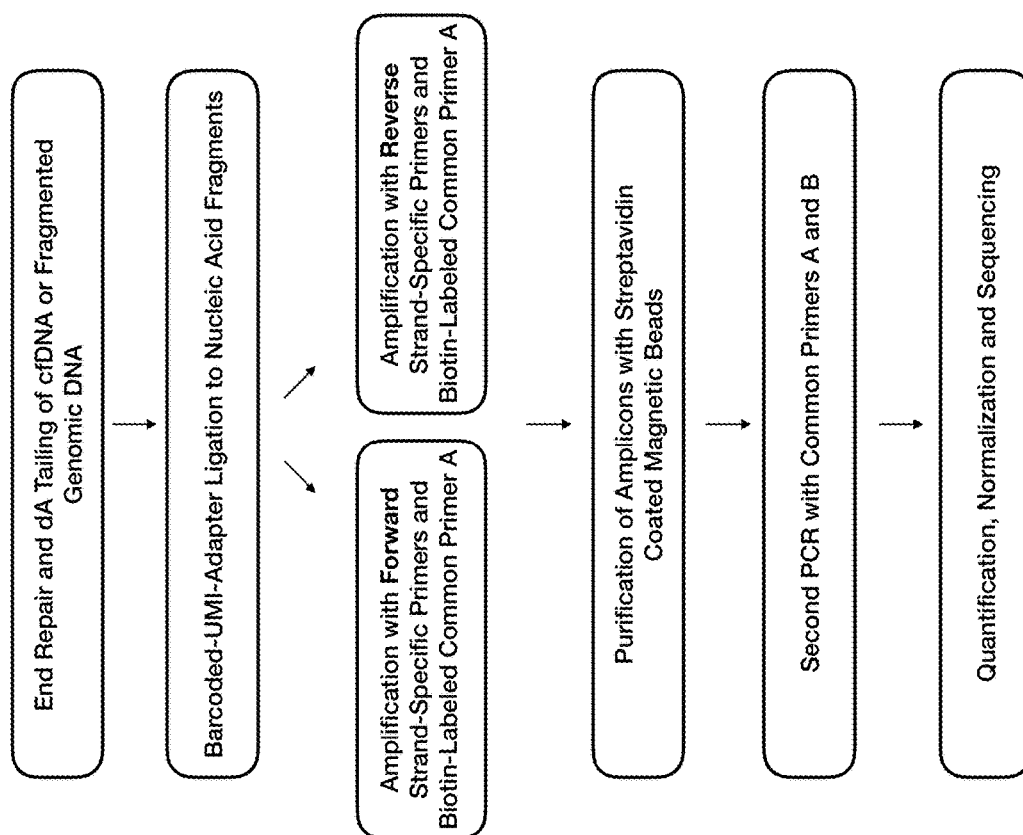 End Repair and dA Tailing of cfDNA or Fragmented
Genomic DNA
Barcoded-UMI-Adapter Ligation to Nucleic Acid Fragments
Amplification with Forward
Strand-Specific Primers and
Biotin-Labeled Common Primer A
Amplification with Reverse
Strand-Specific Primers and
Biotin-Labeled Common Primer A
Purification of Amplicons with Streptavidin
Coated Magnetic Beads
Second PCR with Common Primers A and B
Quantification, Normalization and Sequencing